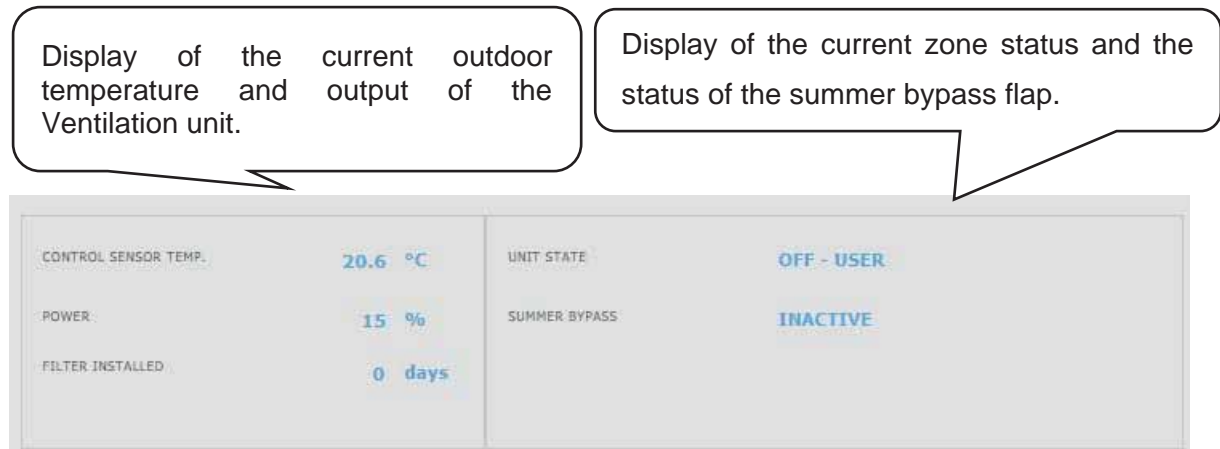 Display of the current outdoor
temperature and output of the
Ventilation unit.
Display of the current zone status and the
status of the summer bypass flap.
CONTROL SENSOR TEMP. 20.6 °C
POWER 15 %
FILTER INSTALLED 0 days
UNIT STATE OFF - USER
SUMMER BYPASS INACTIVE